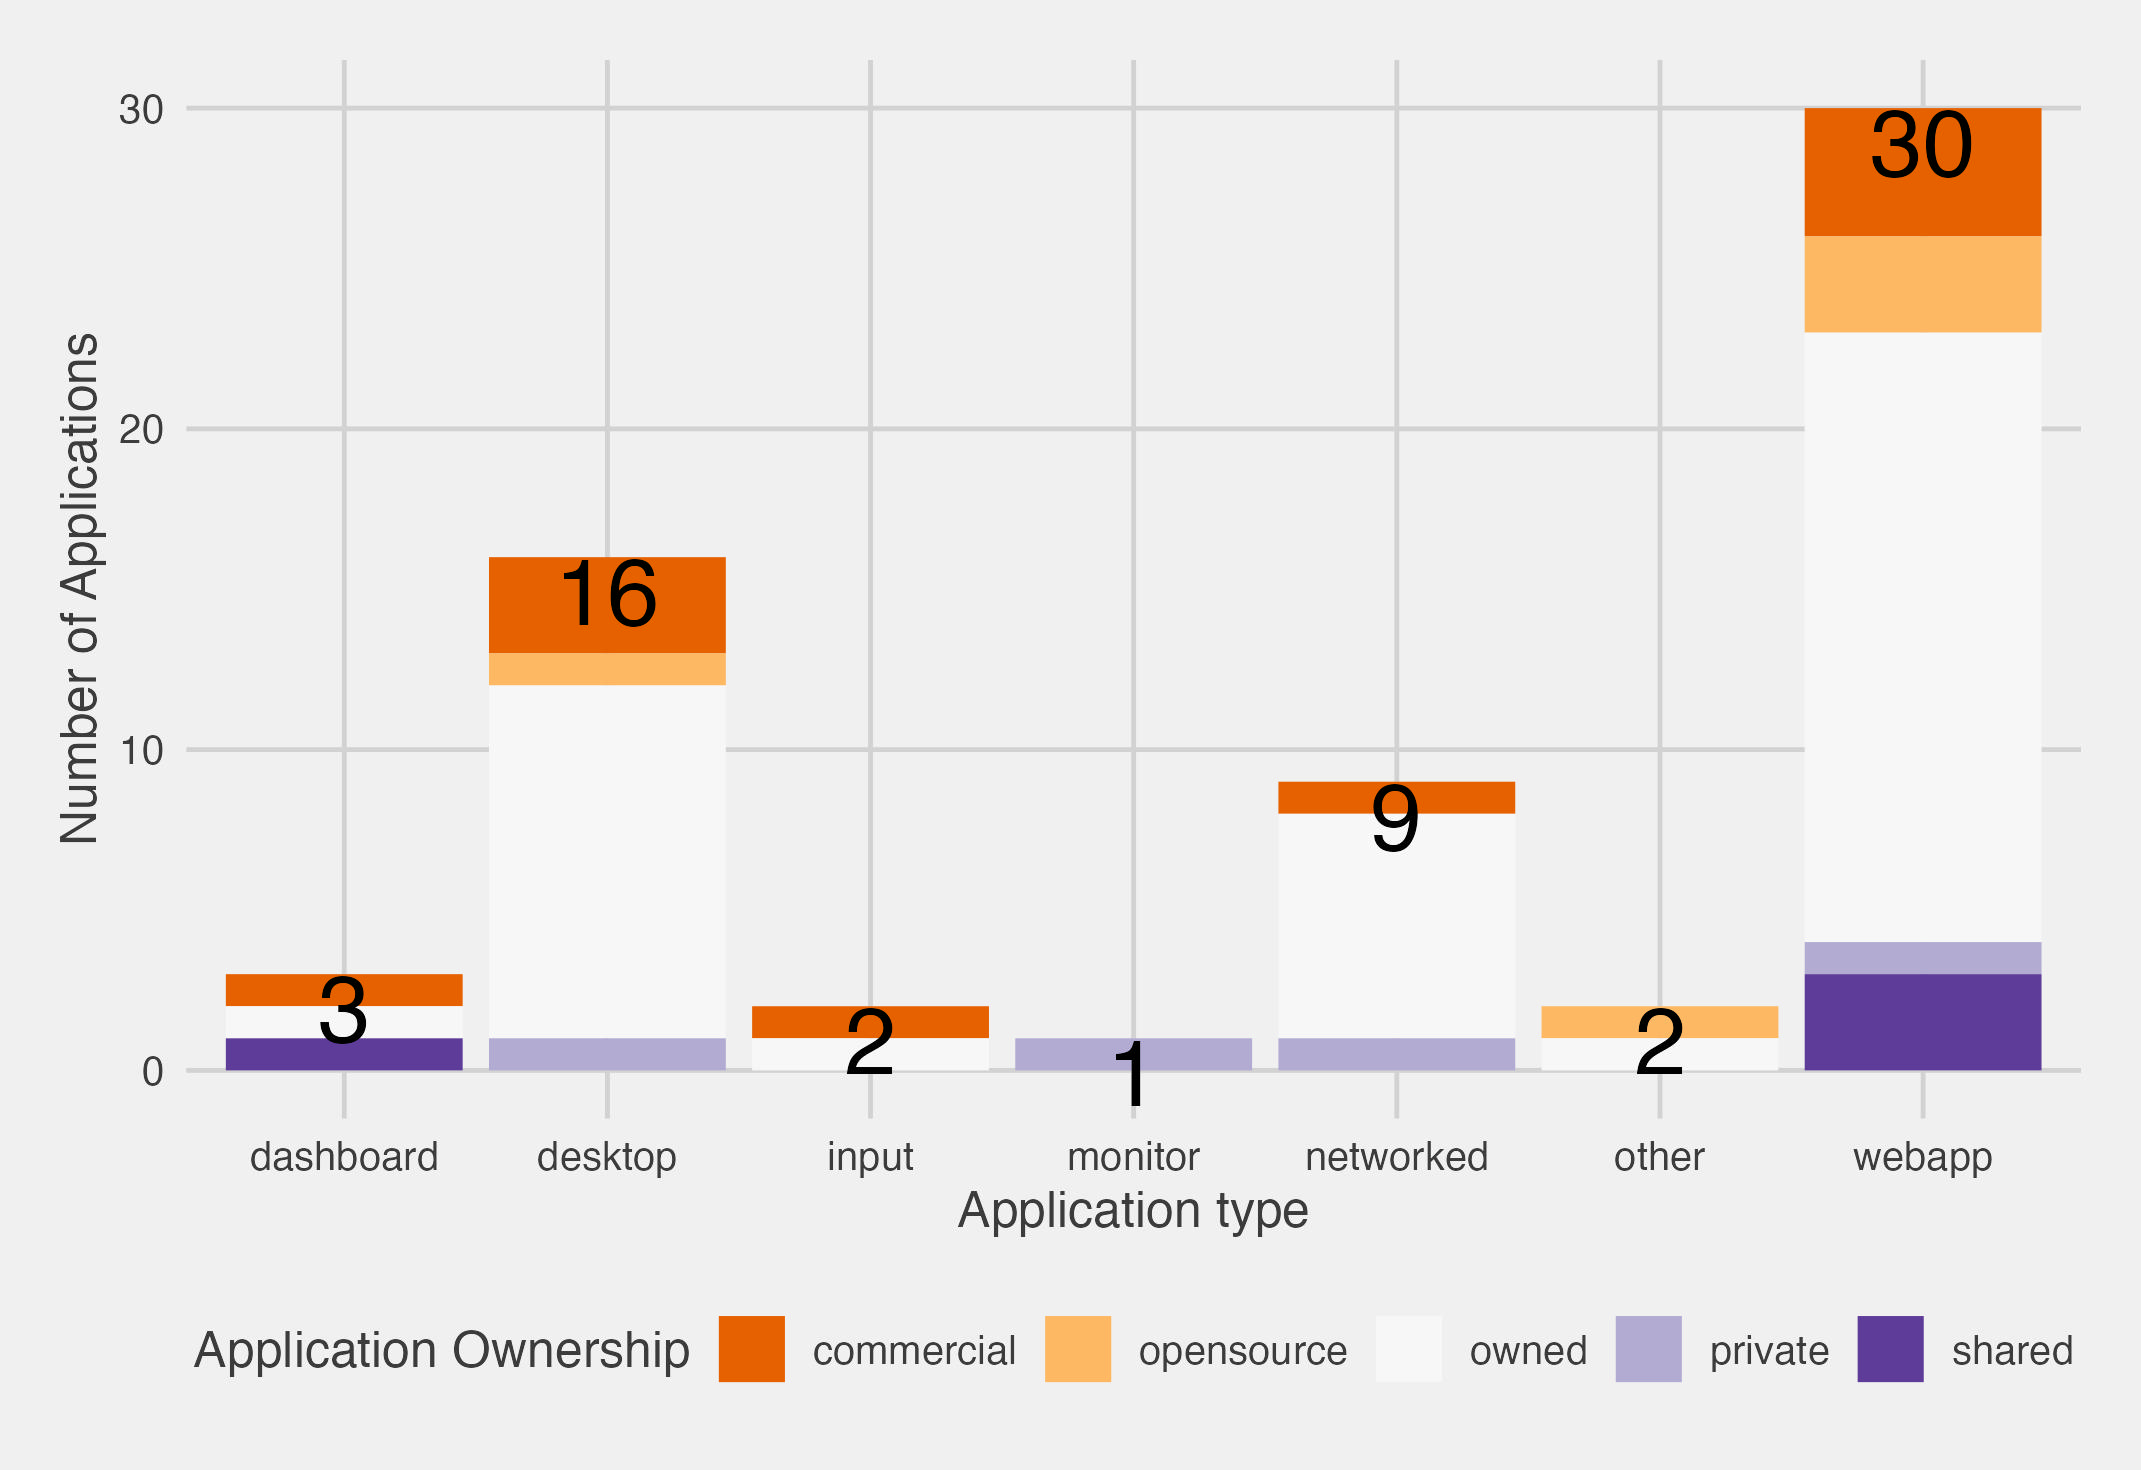 Number of Applications
30
20
10
0
30
16
9
3
2
1
2
dashboard desktop input monitor networked other webapp
Application type
Application Ownership commercial opensource owned private shared